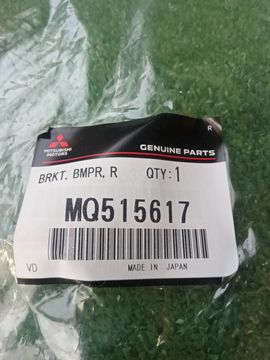 R
MITSUBISHI
MOTORS
GENUINE PARTS
BRKT, BMPR, R QTY:1
MQ515617
VD MADE IN JAPAN